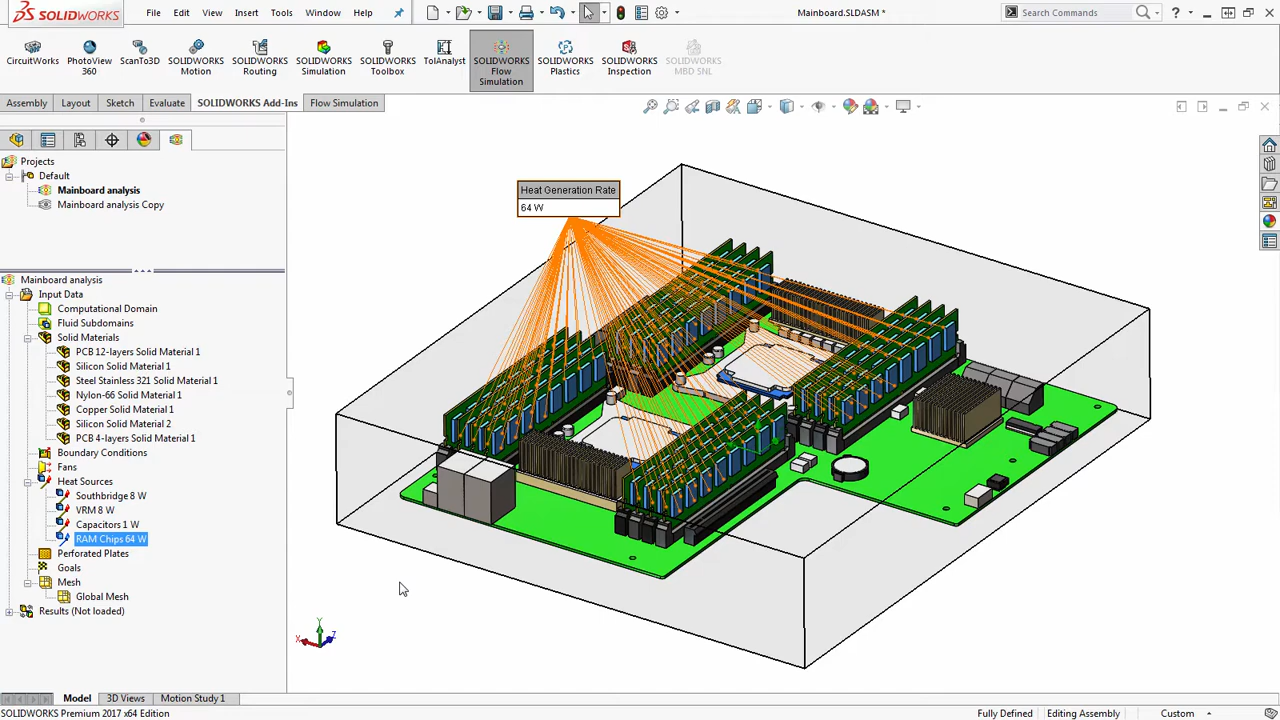 SOLIDWORKS
File Edit View Insert Tools Window Help
Mainboard.SLDASM *
Search Commands
CircuitWorks
PhotoView 360
ScanTo3D
SOLIDWORKS Motion
SOLIDWORKS Routing
SOLIDWORKS Simulation
SOLIDWORKS Toolbox
TolAnalyst
SOLIDWORKS Flow Simulation
SOLIDWORKS Plastics
SOLIDWORKS Inspection
SOLIDWORKS MBD SNL
Assembly Layout Sketch Evaluate SOLIDWORKS Add-Ins Flow Simulation
Projects
Default
Mainboard analysis
Mainboard analysis Copy
Mainboard analysis
Input Data
Computational Domain
Fluid Subdomains
Solid Materials
PCB 12-layers Solid Material 1
Silicon Solid Material 1
Steel Stainless 321 Solid Material 1
Nylon-66 Solid Material 1
Copper Solid Material 1
Silicon Solid Material 2
PCB 4-layers Solid Material 1
Boundary Conditions
Fans
Heat Sources
Southbridge 8 W
VRM 8 W
Capacitors 1 W
RAM Chips 64 W
Perforated Plates
Goals
Mesh
Global Mesh
Results (Not loaded)
Heat Generation Rate
64 W
Y
X
Z
Model 3D Views Motion Study 1
SOLIDWORKS Premium 2017 x64 Edition
Fully Defined Editing Assembly Custom